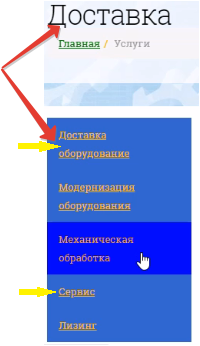 Доставка
Главная / Услуги
Доставка
оборудование
Модернизация
оборудования
Механическая
обработка
Сервис
Лизинг